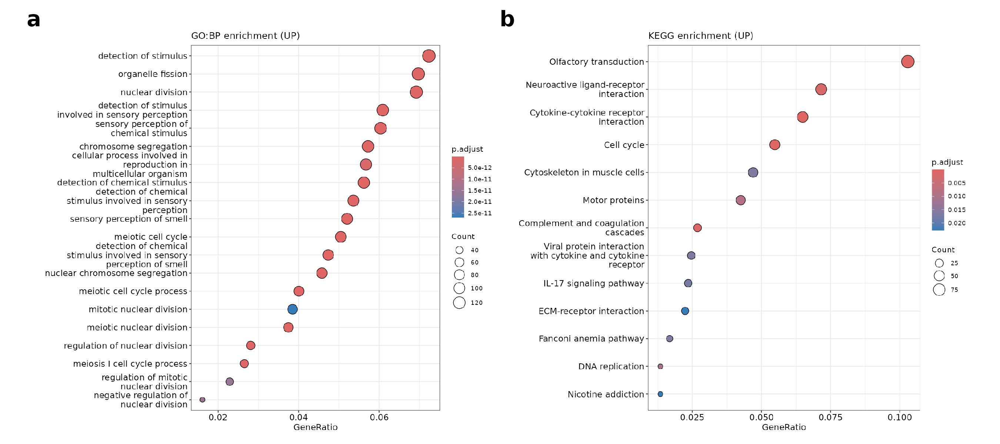 a
GO:BP enrichment (UP)
detection of stimulus
organelle fission
nuclear division
detection of stimulus
involved in sensory perception
sensory perception of
chemical stimulus
chromosome segregation
cellular process involved in
reproduction in
multicellular organism
detection of chemical stimulus
detection of chemical
stimulus involved in sensory
perception
sensory perception of smell
meiotic cell cycle
detection of chemical
stimulus involved in sensory
perception of smell
nuclear chromosome segregation
meiotic cell cycle process
mitotic nuclear division
meiotic nuclear division
regulation of nuclear division
meiosis I cell cycle process
regulation of mitotic
nuclear division
negative regulation of
nuclear division
0.02 0.04 0.06
GeneRatio
p.adjust
5.0e-12
1.0e-11
1.5e-11
2.0e-11
2.5e-11
Count
40
60
80
100
120
b
KEGG enrichment (UP)
Olfactory transduction
Neuroactive ligand-receptor
interaction
Cytokine-cytokine receptor
interaction
Cell cycle
Cytoskeleton in muscle cells
Motor proteins
Complement and coagulation
cascades
Viral protein interaction
with cytokine and cytokine
receptor
IL-17 signaling pathway
ECM-receptor interaction
Fanconi anemia pathway
DNA replication
Nicotine addiction
0.025 0.050 0.075 0.100
GeneRatio
p.adjust
0.005
0.010
0.015
0.020
Count
25
50
75